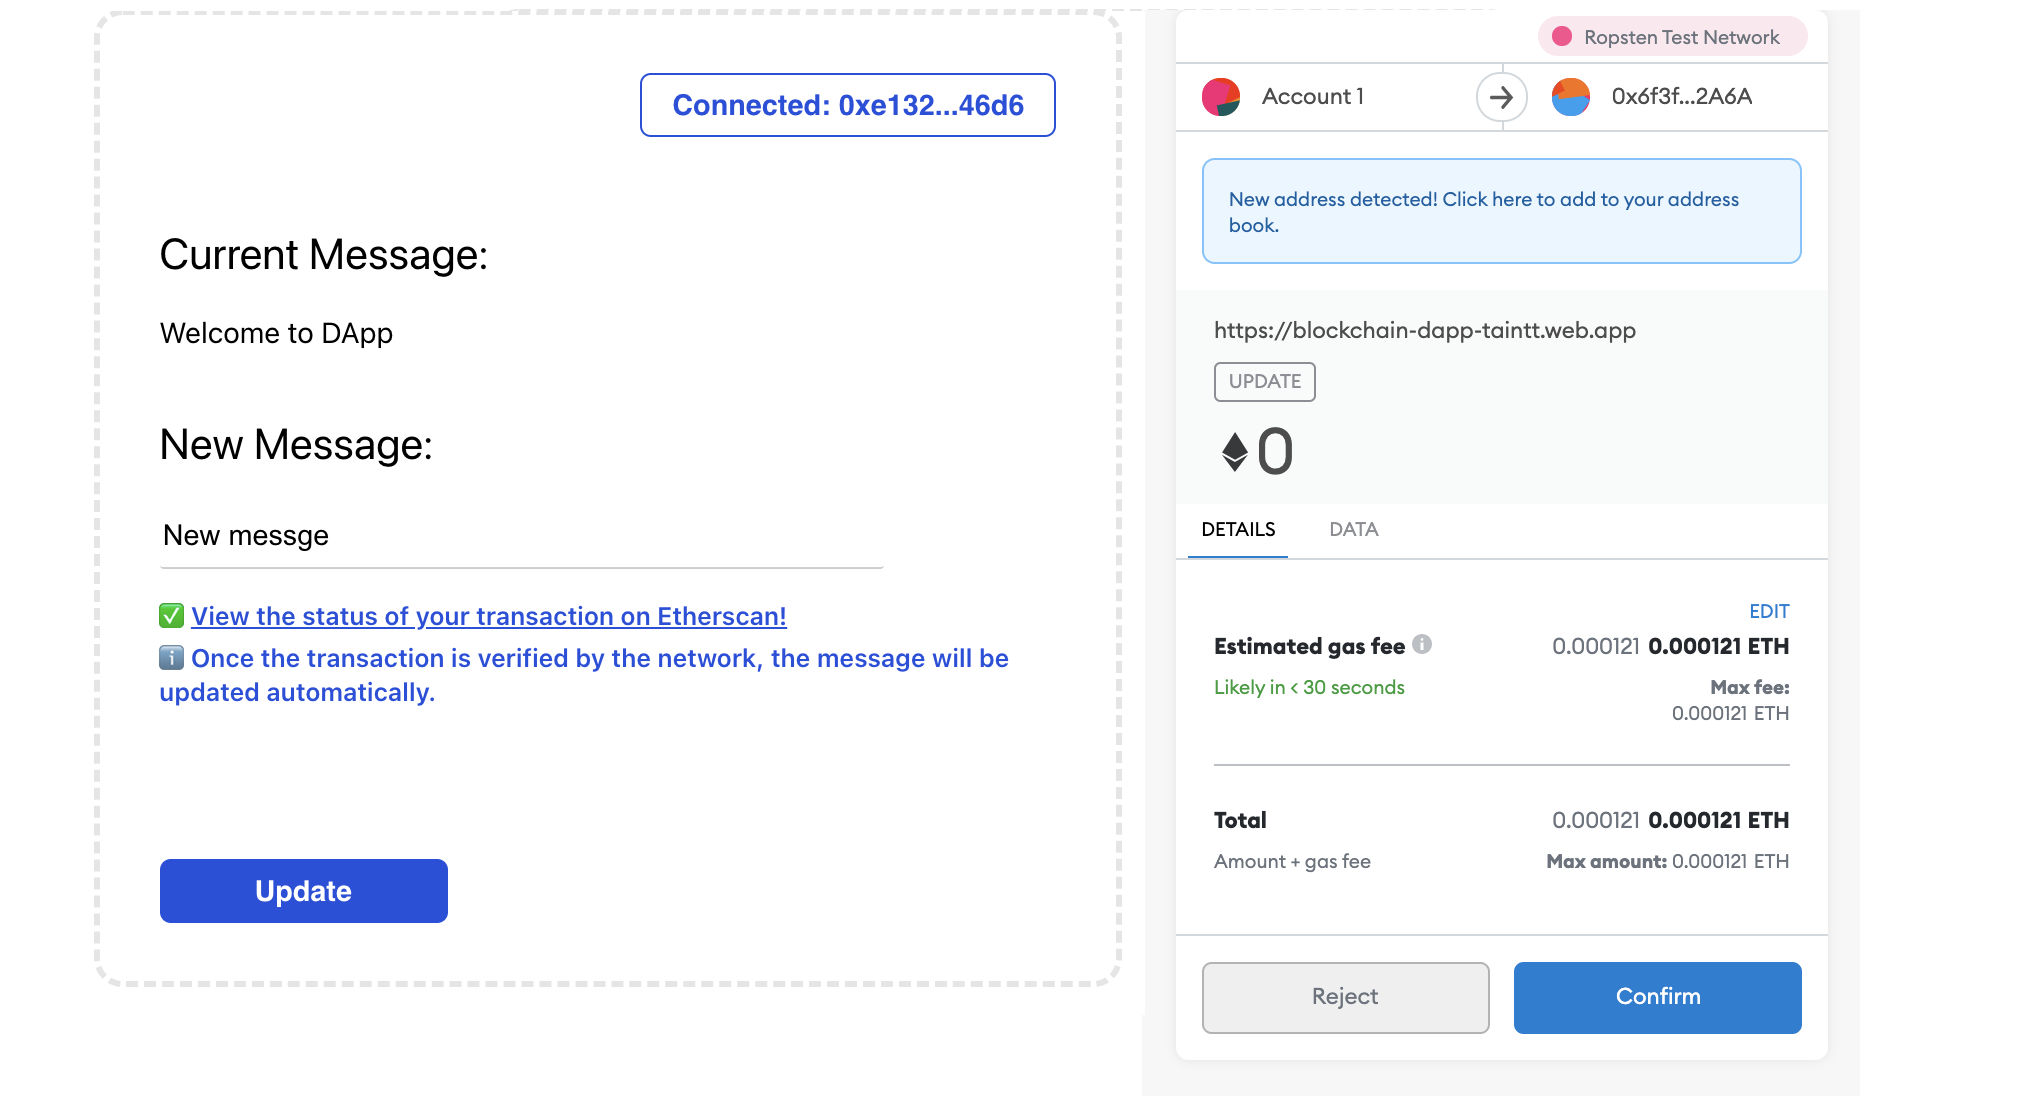 Connected: 0xe132...46d6
Current Message:
Welcome to DApp
New Message:
New messge
View the status of your transaction on Etherscan!
Once the transaction is verified by the network, the message will be
updated automatically.
Update
Ropsten Test Network
Account 1
0x6f3f...2A6A
New address detected! Click here to add to your address
book.
https://blockchain-dapp-taintt.web.app
UPDATE
0
DETAILS DATA
EDIT
Estimated gas fee 0.000121 0.000121 ETH
Likely in < 30 seconds Max fee:
0.000121 ETH
Total 0.000121 0.000121 ETH
Amount + gas fee Max amount: 0.000121 ETH
Reject Confirm